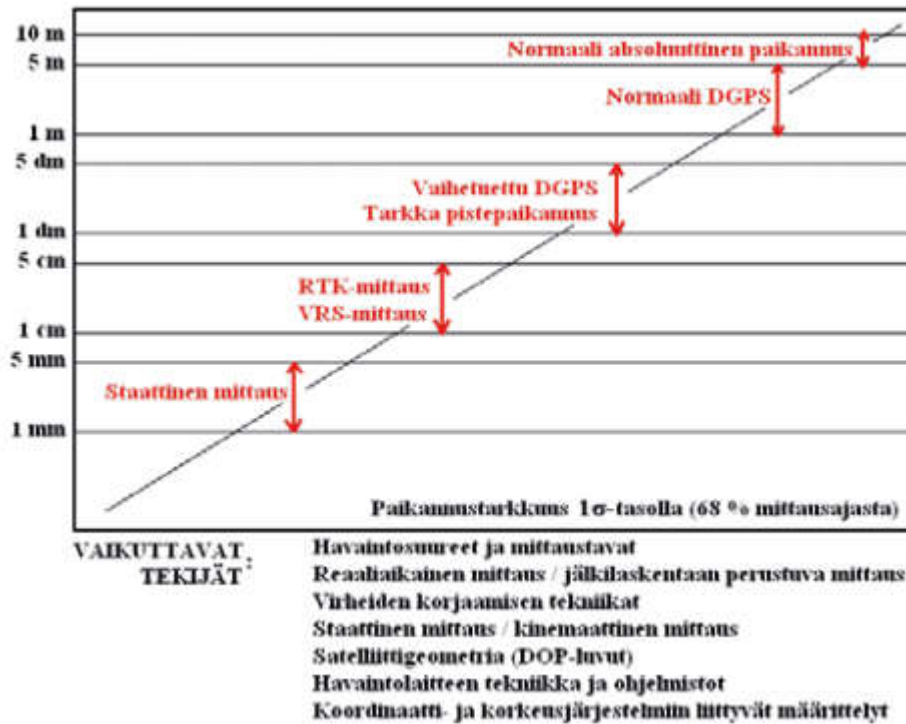 10 m
Normaali absoluuttinen paikannus
5 m
Normaali DGPS
1 m
5 dm
Vaihetuettu DGPS
Tarkka pistepaikannus
1 dm
5 cm
RTK-mittaus
VRS-mittaus
1 cm
5 mm
Staattinen mittaus
1 mm
Paikannustarkkuus 1σ-tasolla (68 % mittausajasta)
VAIKUTTAVAT TEKIJÄT:
Havaintosuureet ja mittaustavat
Reaaliaikainen mittaus / jälkilaskentaan perustuva mittaus
Virheiden korjaamisen tekniikat
Staattinen mittaus / kinemaattinen mittaus
Satelliittigeometria (DOP-luvut)
Havaintolaitteen tekniikka ja ohjelmistot
Koordinaatti- ja korkeusjärjestelmiin liittyvät määrittelyt